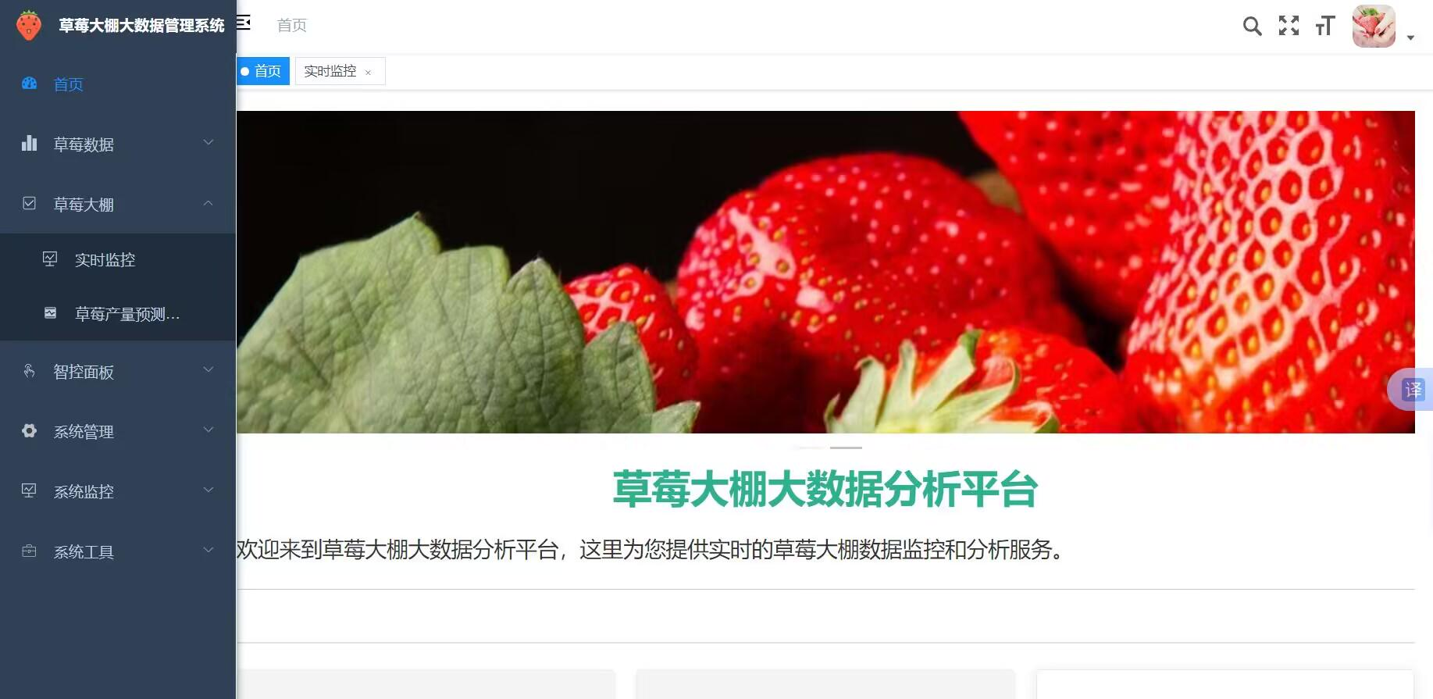 草莓大棚大数据管理系统
首页
首页
草莓数据
草莓大棚
实时监控
草莓产量预测...
智控面板
系统管理
系统监控
系统工具
首页
实时监控 ×
草莓大棚大数据分析平台
欢迎来到草莓大棚大数据分析平台，这里为您提供实时的草莓大棚数据监控和分析服务。
译